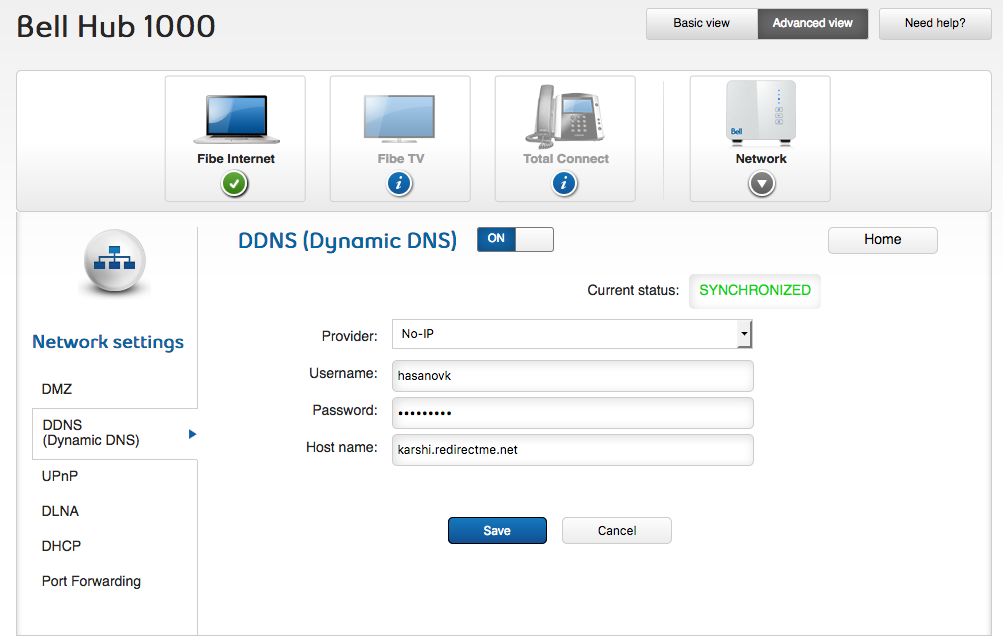 Bell Hub 1000
Basic view
Advanced view
Need help?
Bell
Fibe Internet
Fibe TV
Total Connect
Network
DDNS (Dynamic DNS)
ON
Home
Current status:
SYNCHRONIZED
Provider:
No-IP
Username:
hasanovk
Password:
•••••••••
Host name:
karshi.redirectme.net
Save
Cancel
Network settings
DMZ
DDNS
(Dynamic DNS)
UPnP
DLNA
DHCP
Port Forwarding